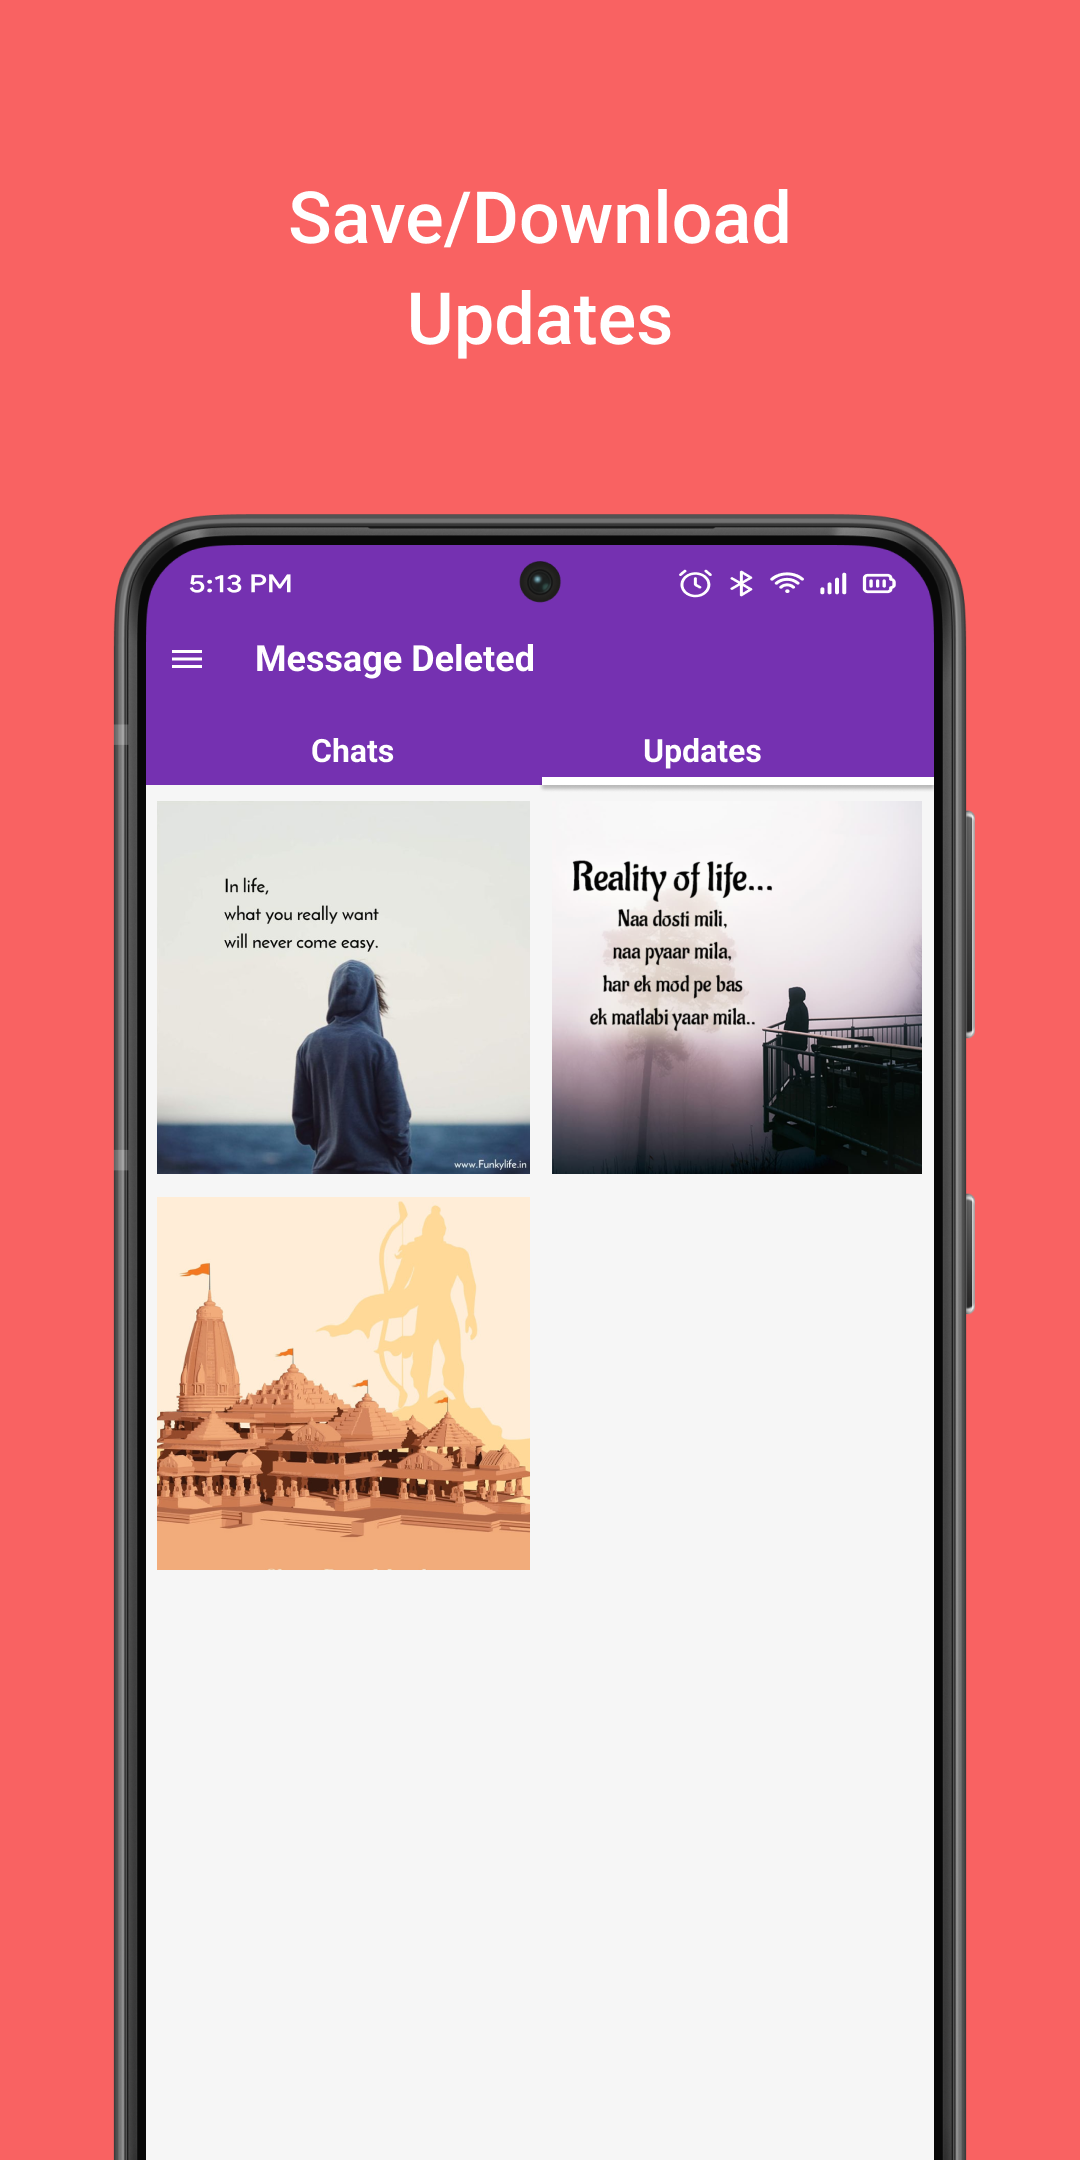 Save/Download
Updates
5:13 PM
Message Deleted
Chats
Updates
In life,
what you really want
will never come easy.
www.Funkylife.in
Reality of life...
Naa dosti mili,
naa pyaar mila,
har ek mod pe bas
ek matlabi yaar mila..